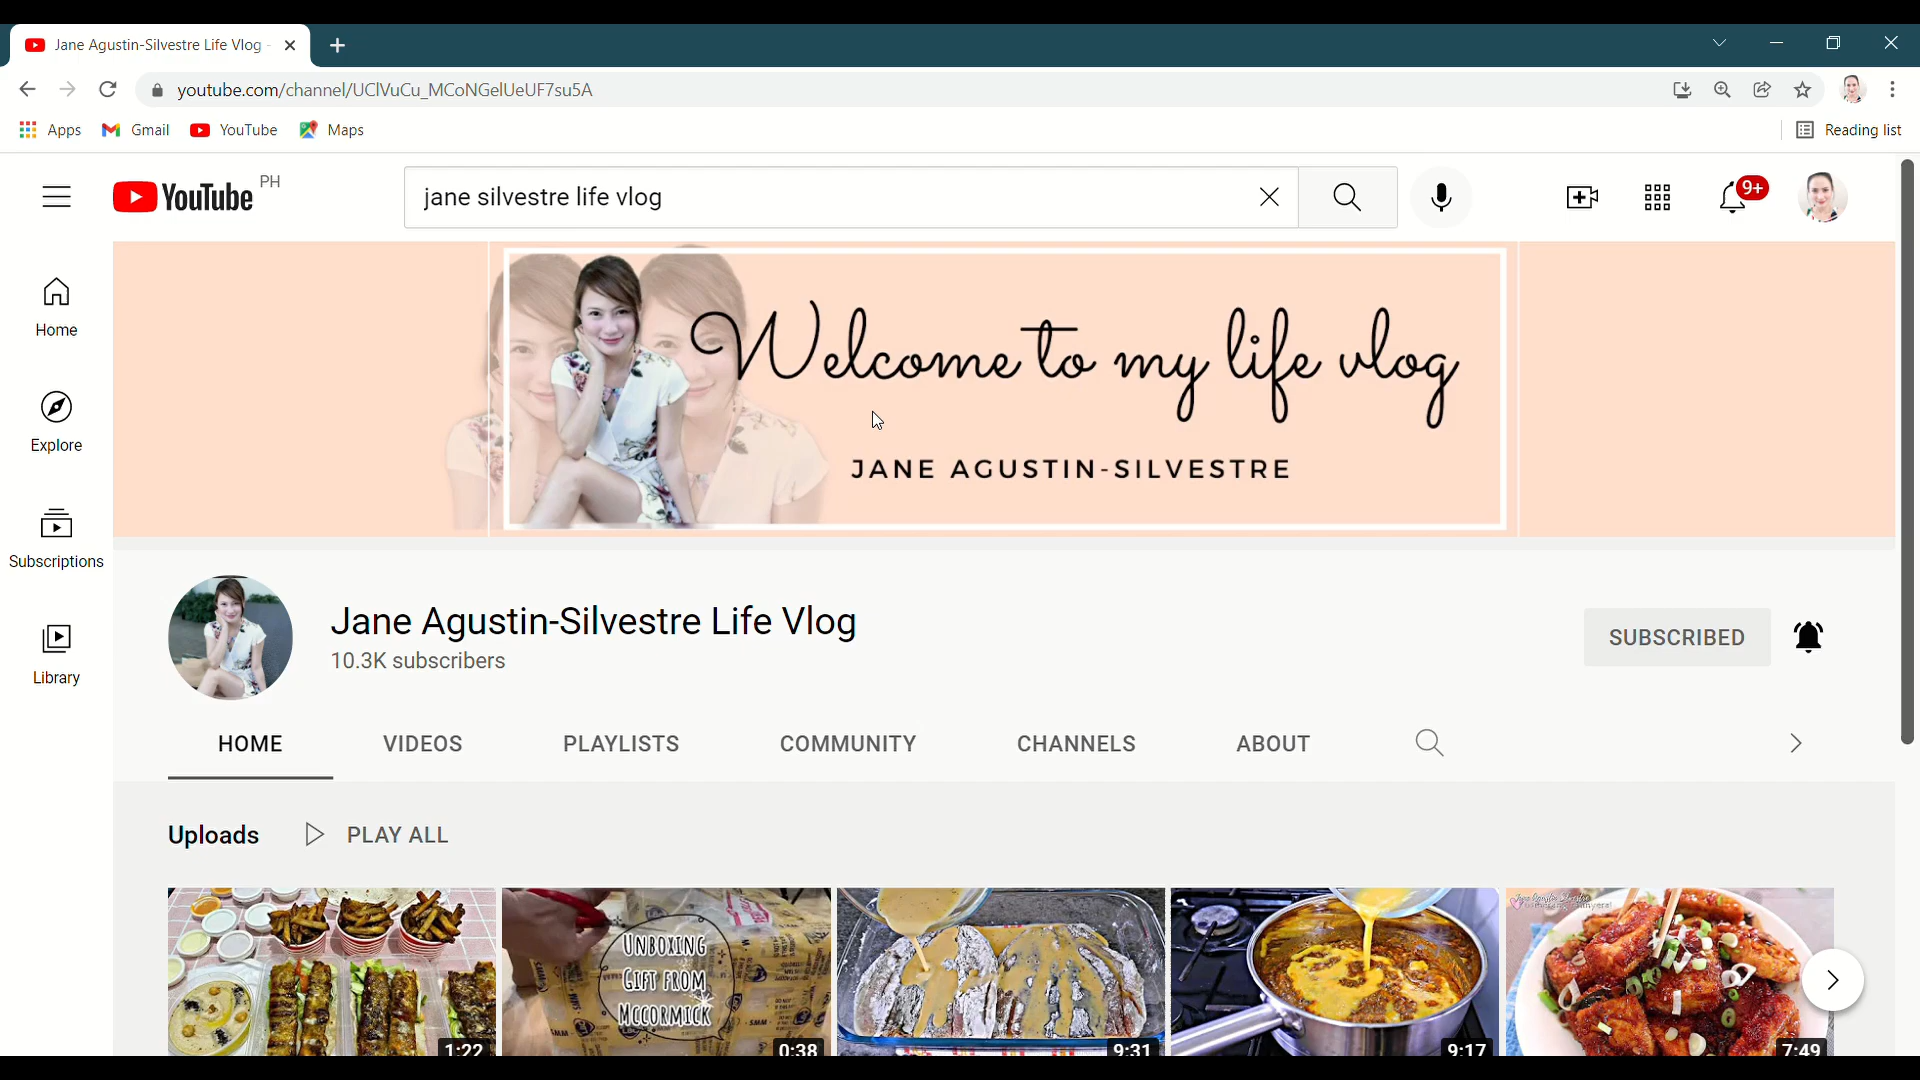 Jane Agustin-Silvestre Life Vlog -
youtube.com/channel/UClVuCu_MCoNGelUeUF7su5A
Apps Gmail YouTube Maps Reading list
YouTube PH
jane silvestre life vlog
9+
Home
Explore
Subscriptions
Library
Welcome to my life vlog
JANE AGUSTIN-SILVESTRE
Jane Agustin-Silvestre Life Vlog
10.3K subscribers
SUBSCRIBED
HOME VIDEOS PLAYLISTS COMMUNITY CHANNELS ABOUT
Uploads PLAY ALL
UNBOXING
GIFT FROM
MCCORMICK
1:22 0:38 9:31 9:17 7:49